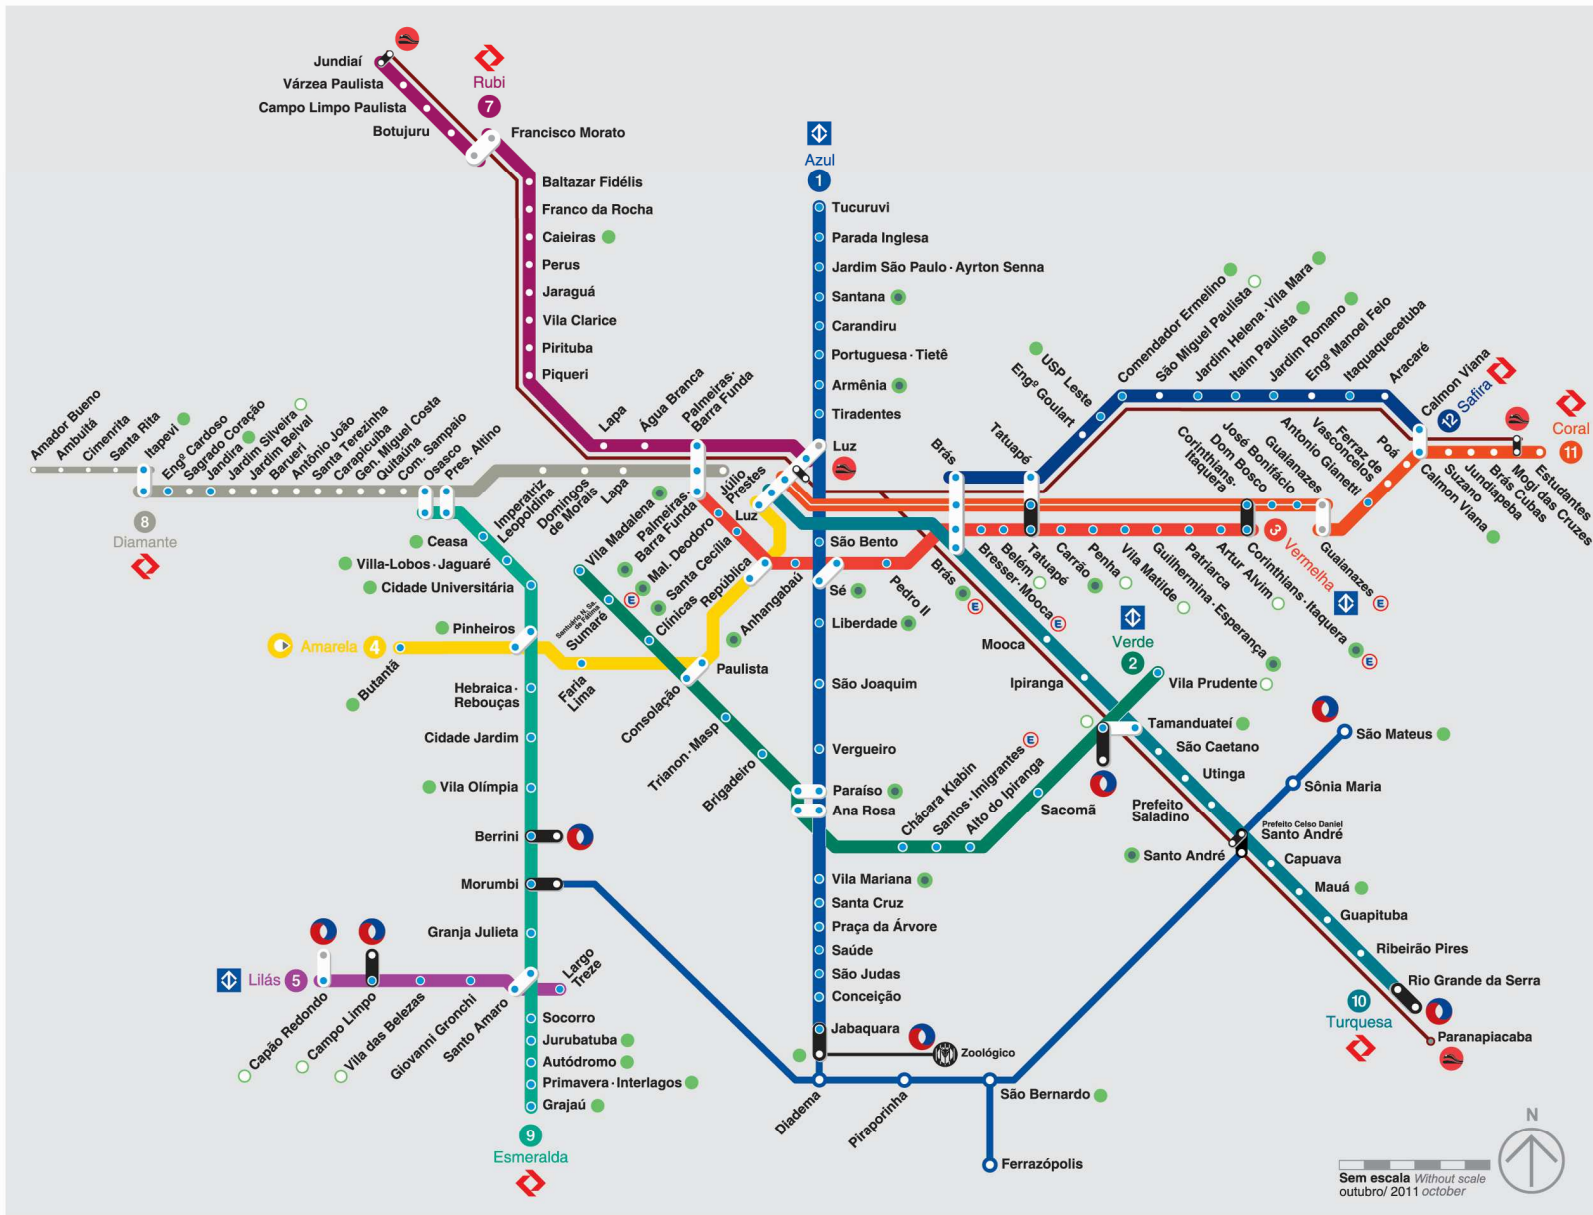 Jundiaí
Várzea Paulista
Campo Limpo Paulista
Botujuru
Rubi
7
Francisco Morato
Baltazar Fidélis
Franco da Rocha
Caieiras
Perus
Jaraguá
Vila Clarice
Pirituba
Piqueri
Lapa
Água Branca
Palmeiras-
Barra Funda
Azul
1
Tucuruvi
Parada Inglesa
Jardim São Paulo · Ayrton Senna
Santana
Carandiru
Portuguesa · Tietê
Armênia
Tiradentes
Luz
São Bento
Sé
Liberdade
São Joaquim
Vergueiro
Paraíso
Ana Rosa
Vila Mariana
Santa Cruz
Praça da Árvore
Saúde
São Judas
Conceição
Jabaquara
Zoológico
Amador Bueno
Ambuitá
Cimenrita
Santa Rita
Itapevi
Engº Cardoso
Sagrado Coração
Jandira
Jardim Silveira
Jardim Belval
Barueri
Antônio João
Santa Terezinha
Carapicuíba
Gen. Miguel Costa
Quitaúna
Com. Sampaio
Osasco
Pres. Altino
Imperatriz
Leopoldina
Domingos
de Morais
Lapa
Júlio
Prestes
8
Diamante
Ceasa
Villa-Lobos · Jaguaré
Cidade Universitária
Pinheiros
Hebraica ·
Rebouças
Cidade Jardim
Vila Olímpia
Berrini
Morumbi
Granja Julieta
Santo Amaro
Socorro
Jurubatuba
Autódromo
Primavera · Interlagos
Grajaú
9
Esmeralda
Amarela 4
Butantã
Faria
Lima
Paulista
República
Luz
Vila Madalena
Santuário N. Sa.
de Fátima
Sumaré
Clínicas
Consolação
Trianon · Masp
Brigadeiro
Chácara Klabin
Santos · Imigrantes
Alto do Ipiranga
Sacomã
Tamanduateí
Vila Prudente
Verde
2
Palmeiras-
Barra Funda
Mal. Deodoro
Santa Cecília
Anhangabaú
Pedro II
Brás
Bresser · Mooca
Belém
Tatuapé
Carrão
Penha
Vila Matilde
Guilhermina · Esperança
Patriarca
Artur Alvim
Corinthians · Itaquera
3 Vermelha
Lilás 5
Capão Redondo
Campo Limpo
Vila das Belezas
Giovanni Gronchi
Largo
Treze
Brás
Tatuapé
Engº Goulart
USP Leste
Comendador Ermelino
São Miguel Paulista
Jardim Helena · Vila Mara
Itaim Paulista
Jardim Romano
Engº Manoel Feio
Itaquaquecetuba
Aracaré
Calmon Viana
12 Safira
Corinthians-
Itaquera
Dom Bosco
José Bonifácio
Guaianazes
Guaianazes
Antonio Gianetti
Ferraz de
Vasconcelos
Poá
Calmon Viana
Suzano
Jundiapeba
Brás Cubas
Mogi das Cruzes
Estudantes
Coral
11
Mooca
Ipiranga
São Caetano
Utinga
Prefeito
Saladino
Prefeito Celso Daniel
Santo André
Santo André
Capuava
Mauá
Guapituba
Ribeirão Pires
Rio Grande da Serra
Paranapiacaba
10
Turquesa
São Mateus
Sônia Maria
Diadema
Piraporinha
São Bernardo
Ferrazópolis
E
E
E
E
E
E
N
Sem escala Without scale
outubro/ 2011 october